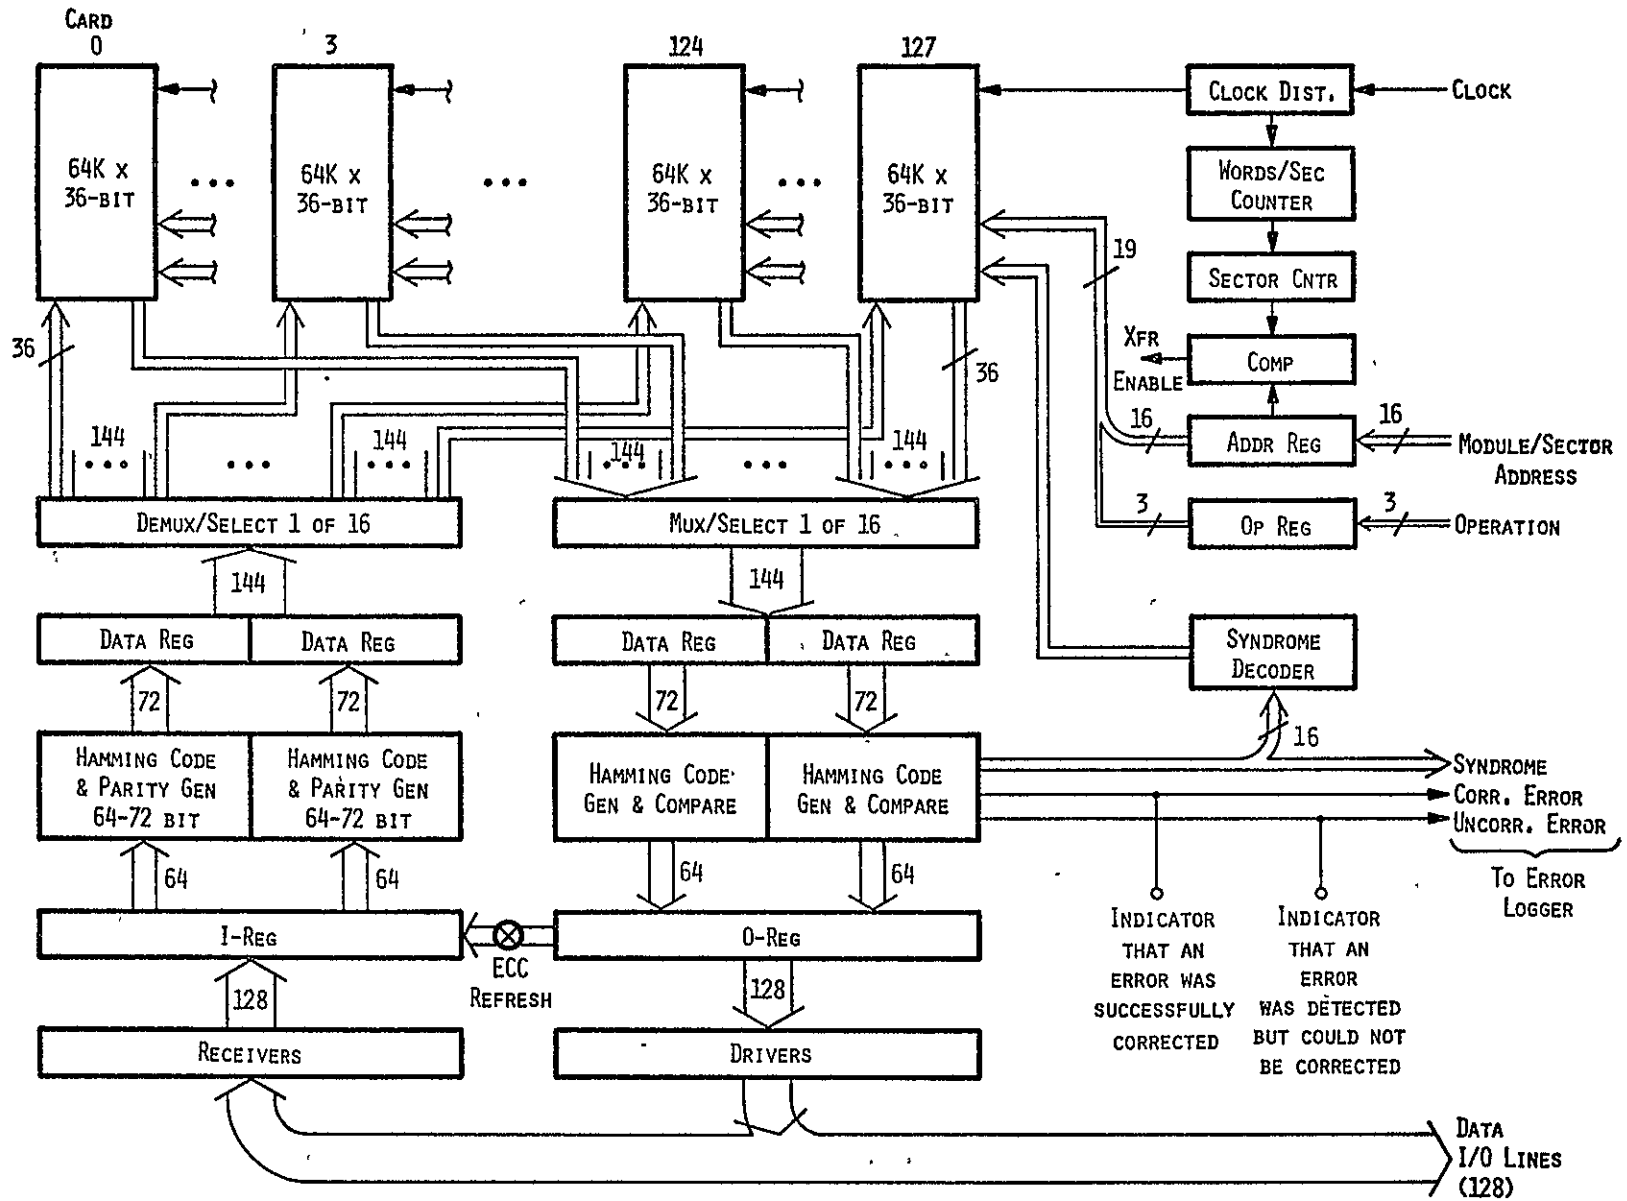 CARD
0
3
124
127
64K x
36-BIT
64K x
36-BIT
64K x
36-BIT
64K x
36-BIT
CLOCK DIST.
CLOCK
WORDS/SEC
COUNTER
19
SECTOR CNTR
36
36
XFR
ENABLE
COMP
144
144
144
144
16
ADDR REG
16
MODULE/SECTOR
ADDRESS
DEMUX/SELECT 1 OF 16
MUX/SELECT 1 OF 16
3
OP REG
3
OPERATION
144
144
DATA REG
DATA REG
DATA REG
DATA REG
SYNDROME
DECODER
72
72
72
72
16
HAMMING CODE
& PARITY GEN
64-72 BIT
HAMMING CODE
& PARITY GEN
64-72 BIT
HAMMING CODE
GEN & COMPARE
HAMMING CODE
GEN & COMPARE
SYNDROME
CORR. ERROR
UNCORR. ERROR
TO ERROR
LOGGER
64
64
64
64
I-REG
O-REG
ECC
REFRESH
INDICATOR
THAT AN
ERROR WAS
SUCCESSFULLY
CORRECTED
INDICATOR
THAT AN
ERROR
WAS DETECTED
BUT COULD NOT
BE CORRECTED
128
128
RECEIVERS
DRIVERS
DATA
I/O LINES
(128)